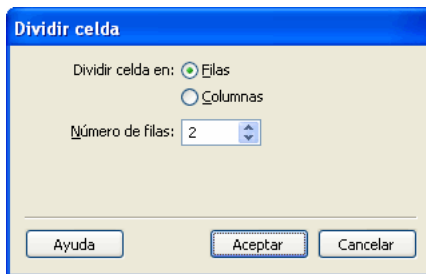 Dividir celda
Dividir celda en: Filas
Columnas
Número de filas: 2
Ayuda Aceptar Cancelar